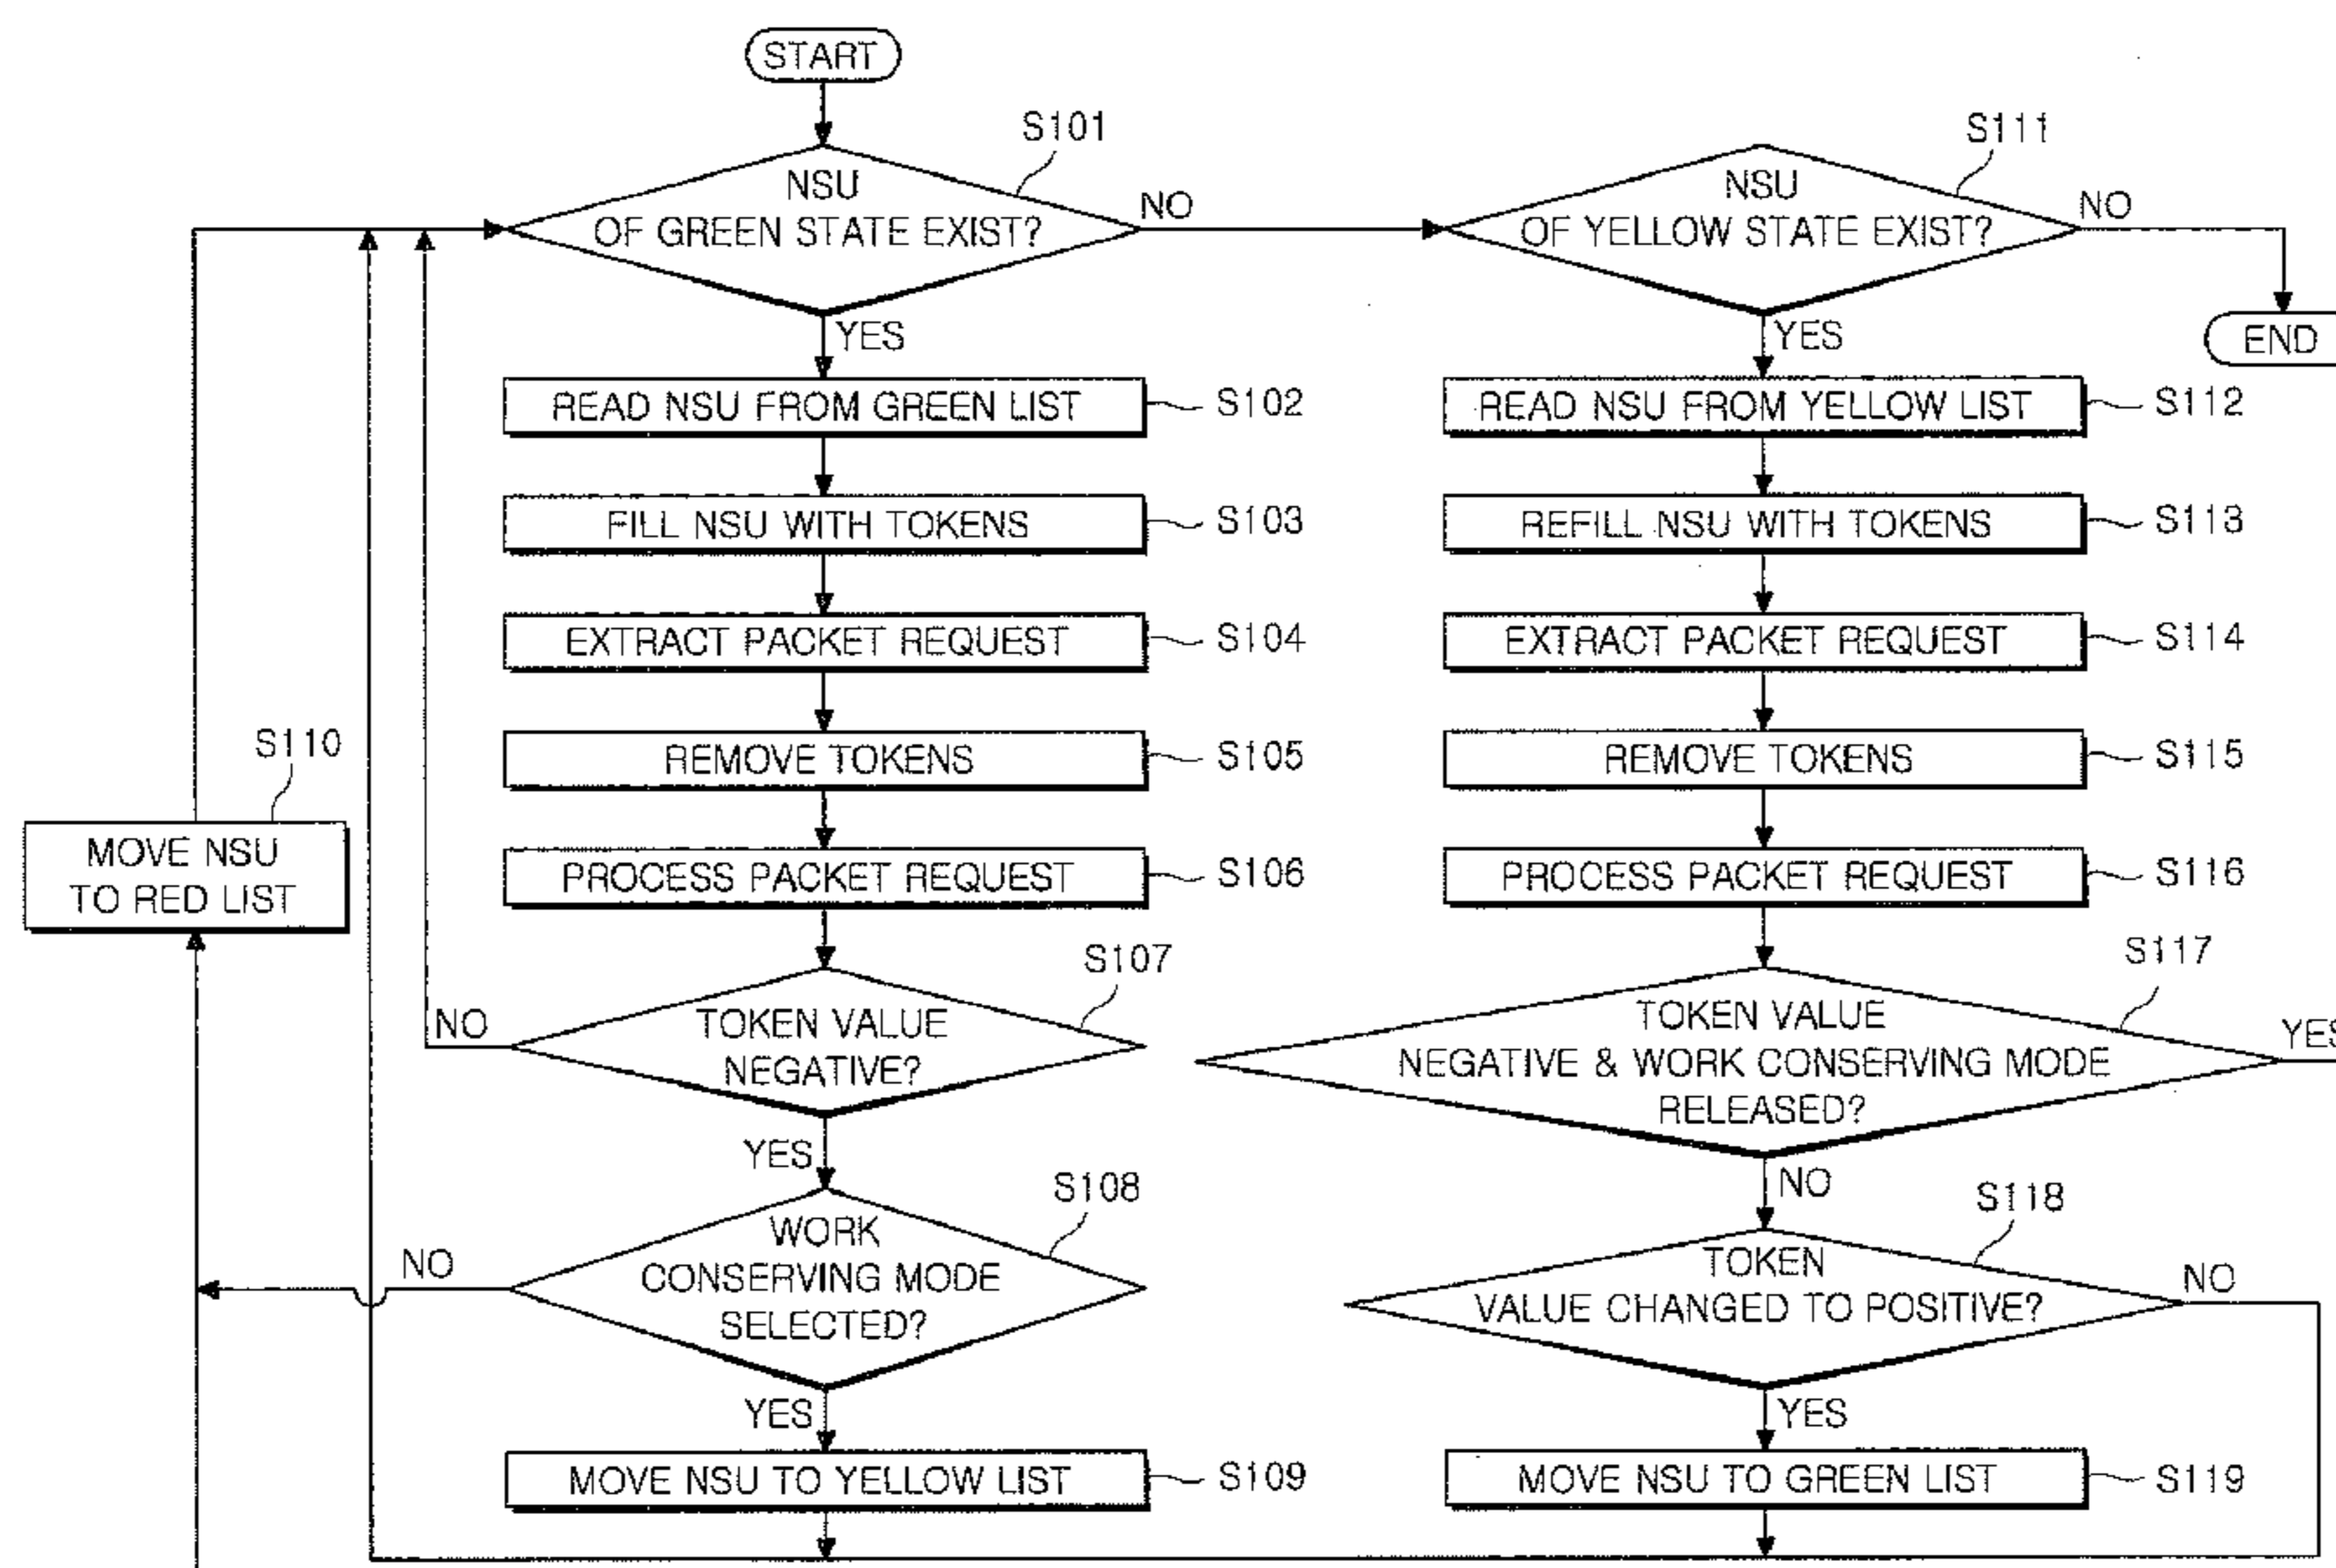 START
S101
NSU
OF GREEN STATE EXIST?
NO
YES
S111
NSU
OF YELLOW STATE EXIST?
NO
YES
END
READ NSU FROM GREEN LIST
S102
READ NSU FROM YELLOW LIST
S112
FILL NSU WITH TOKENS
S103
REFILL NSU WITH TOKENS
S113
EXTRACT PACKET REQUEST
S104
EXTRACT PACKET REQUEST
S114
REMOVE TOKENS
S105
REMOVE TOKENS
S115
S110
MOVE NSU
TO RED LIST
PROCESS PACKET REQUEST
S106
PROCESS PACKET REQUEST
S116
S107
TOKEN VALUE
NEGATIVE?
NO
YES
S117
TOKEN VALUE
NEGATIVE & WORK CONSERVING MODE
RELEASED?
YES
NO
S108
WORK
CONSERVING MODE
SELECTED?
NO
YES
S118
TOKEN
VALUE CHANGED TO POSITIVE?
NO
YES
MOVE NSU TO YELLOW LIST
S109
MOVE NSU TO GREEN LIST
S119